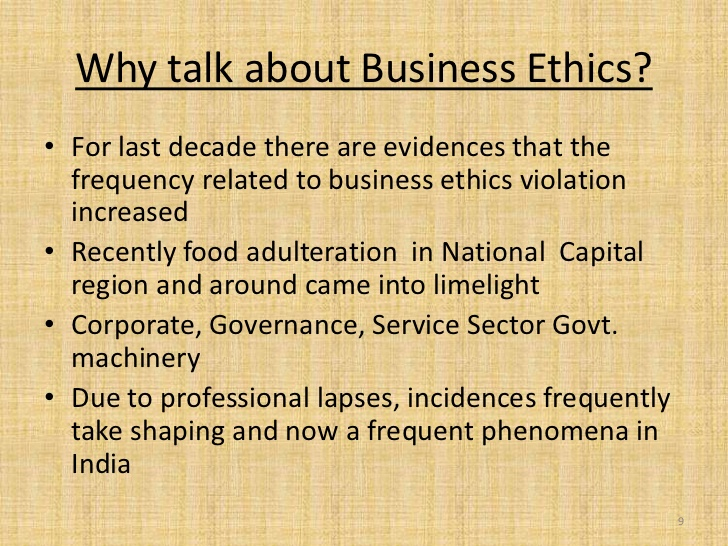 Why talk about Business Ethics?
• For last decade there are evidences that the
frequency related to business ethics violation
increased
• Recently food adulteration  in National  Capital
region and around came into limelight
• Corporate, Governance, Service Sector Govt.
machinery
• Due to professional lapses, incidences frequently
take shaping and now a frequent phenomena in
India
9